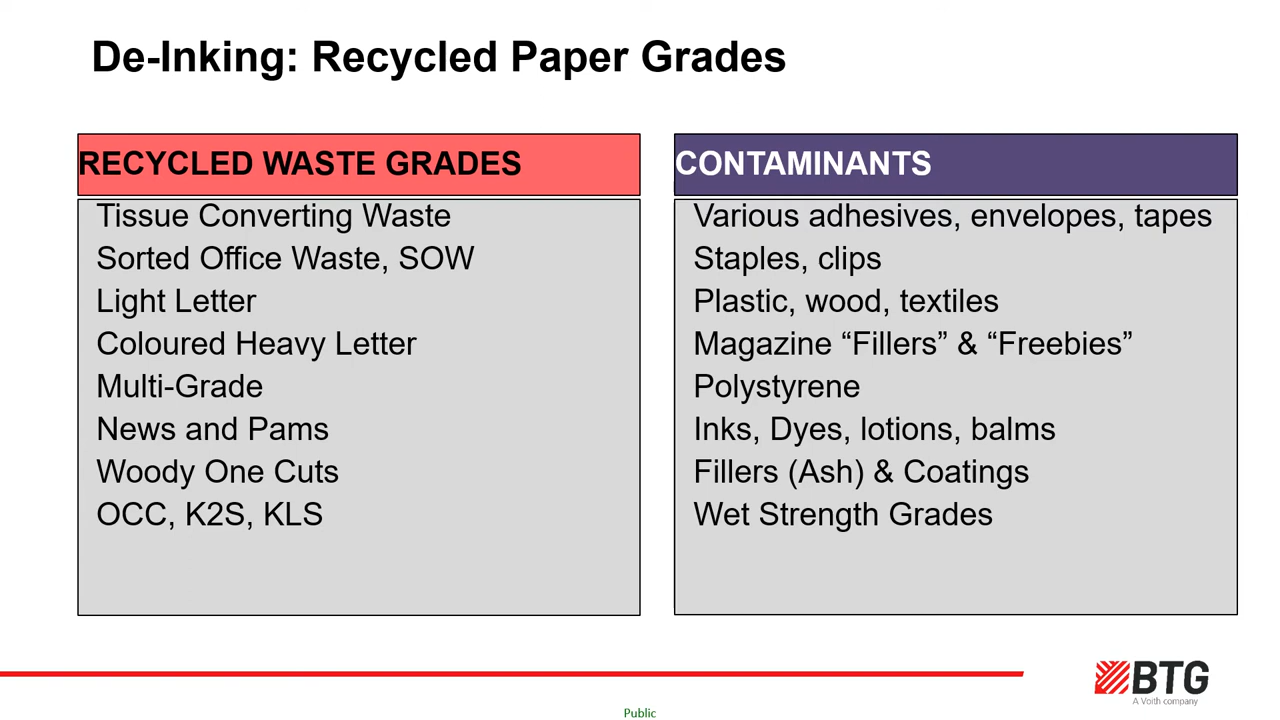 De-Inking: Recycled Paper Grades
RECYCLED WASTE GRADES
Tissue Converting Waste
Sorted Office Waste, SOW
Light Letter
Coloured Heavy Letter
Multi-Grade
News and Pams
Woody One Cuts
OCC, K2S, KLS
CONTAMINANTS
Various adhesives, envelopes, tapes
Staples, clips
Plastic, wood, textiles
Magazine “Fillers” & “Freebies”
Polystyrene
Inks, Dyes, lotions, balms
Fillers (Ash) & Coatings
Wet Strength Grades
BTG
A Voith company
Public